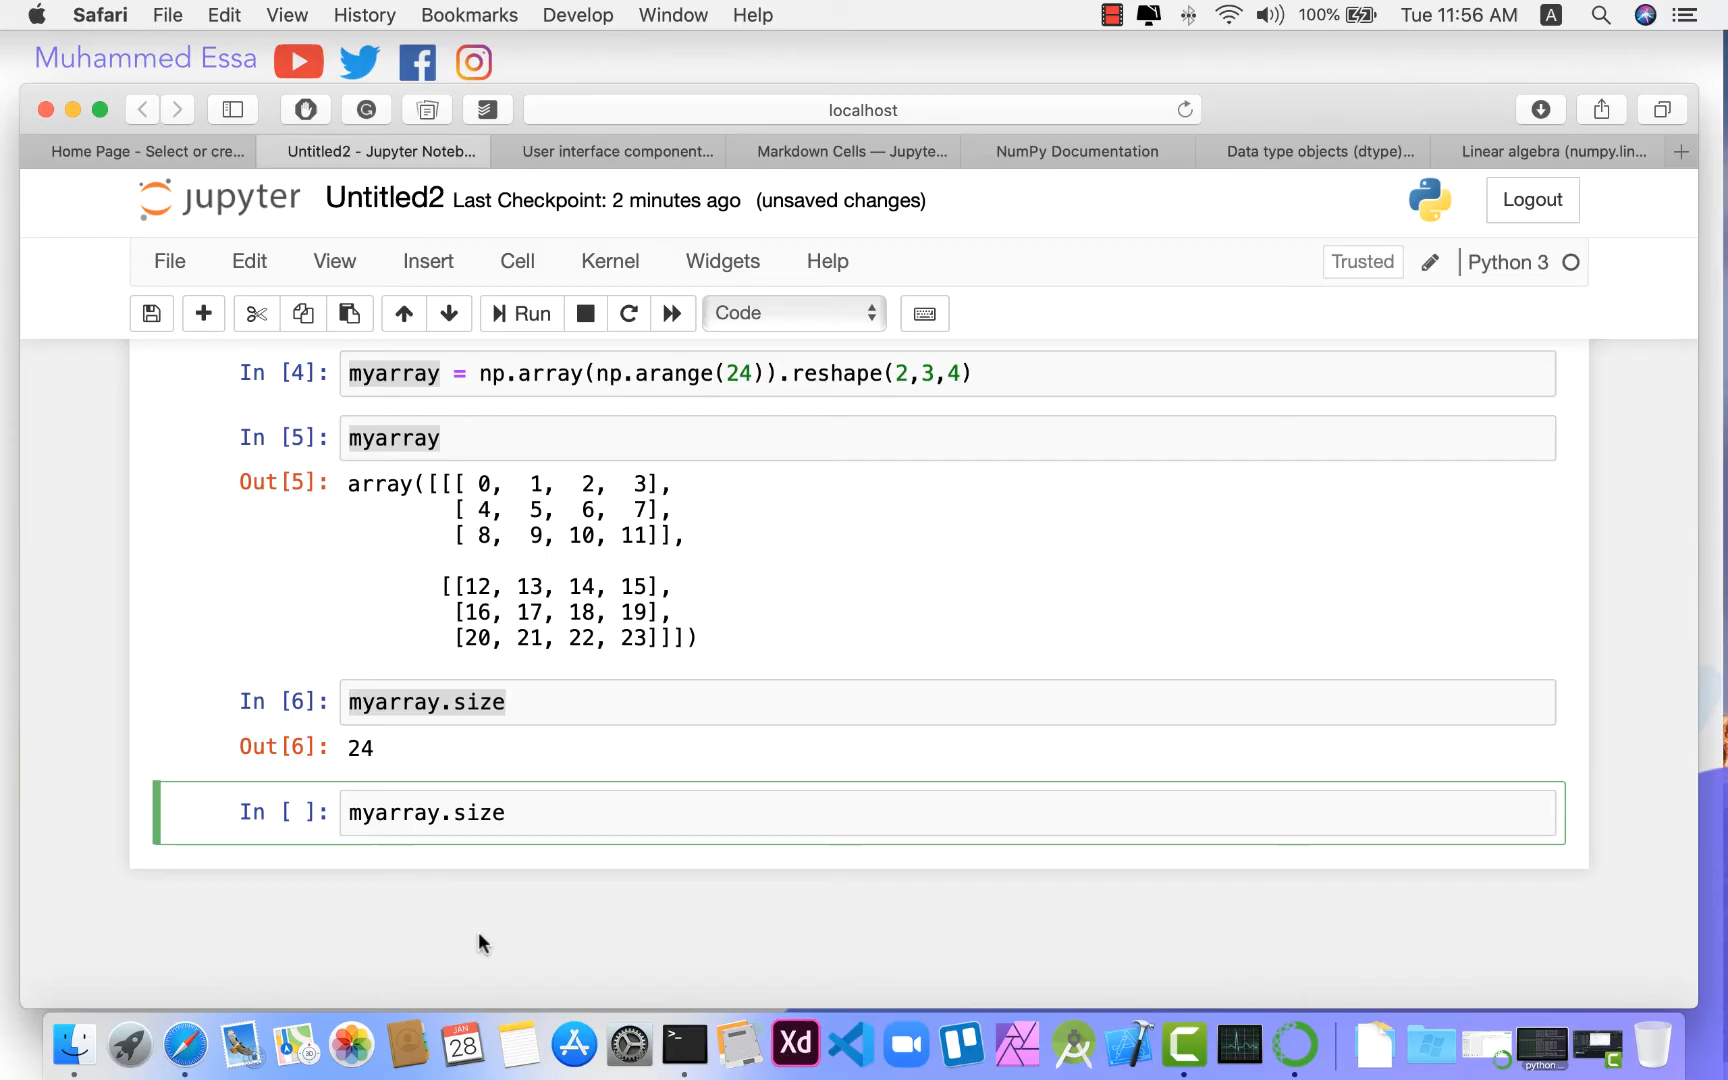 Safari File Edit View History Bookmarks Develop Window Help 100% Tue 11:56 AM A
Muhammed Essa
localhost
Home Page - Select or cre... Untitled2 - Jupyter Noteb... User interface component... Markdown Cells — Jupyte... NumPy Documentation Data type objects (dtype)... Linear algebra (numpy.lin...
jupyter Untitled2 Last Checkpoint: 2 minutes ago (unsaved changes) Logout
File Edit View Insert Cell Kernel Widgets Help Trusted Python 3
Run Code
In [4]: myarray = np.array(np.arange(24)).reshape(2,3,4)
In [5]: myarray
Out[5]: array([[[ 0, 1, 2, 3],
[ 4, 5, 6, 7],
[ 8, 9, 10, 11]],
[[12, 13, 14, 15],
[16, 17, 18, 19],
[20, 21, 22, 23]]])
In [6]: myarray.size
Out[6]: 24
In [ ]: myarray.size
JAN
28
Xd
python ...